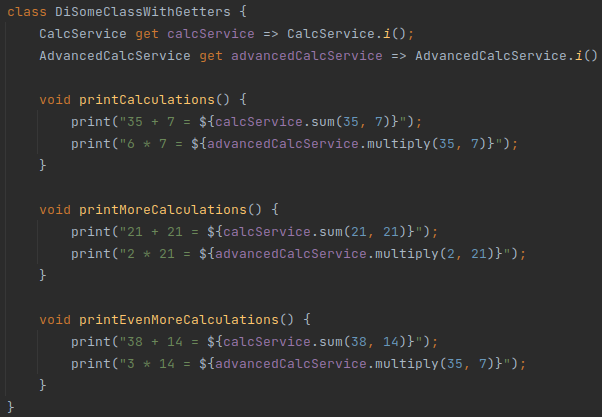 class DiSomeClassWithGetters {
    CalcService get calcService => CalcService.i();
    AdvancedCalcService get advancedCalcService => AdvancedCalcService.i()

    void printCalculations() {
        print("35 + 7 = ${calcService.sum(35, 7)}");
        print("6 * 7 = ${advancedCalcService.multiply(35, 7)}");
    }

    void printMoreCalculations() {
        print("21 + 21 = ${calcService.sum(21, 21)}");
        print("2 * 21 = ${advancedCalcService.multiply(2, 21)}");
    }

    void printEvenMoreCalculations() {
        print("38 + 14 = ${calcService.sum(38, 14)}");
        print("3 * 14 = ${advancedCalcService.multiply(35, 7)}");
    }
}